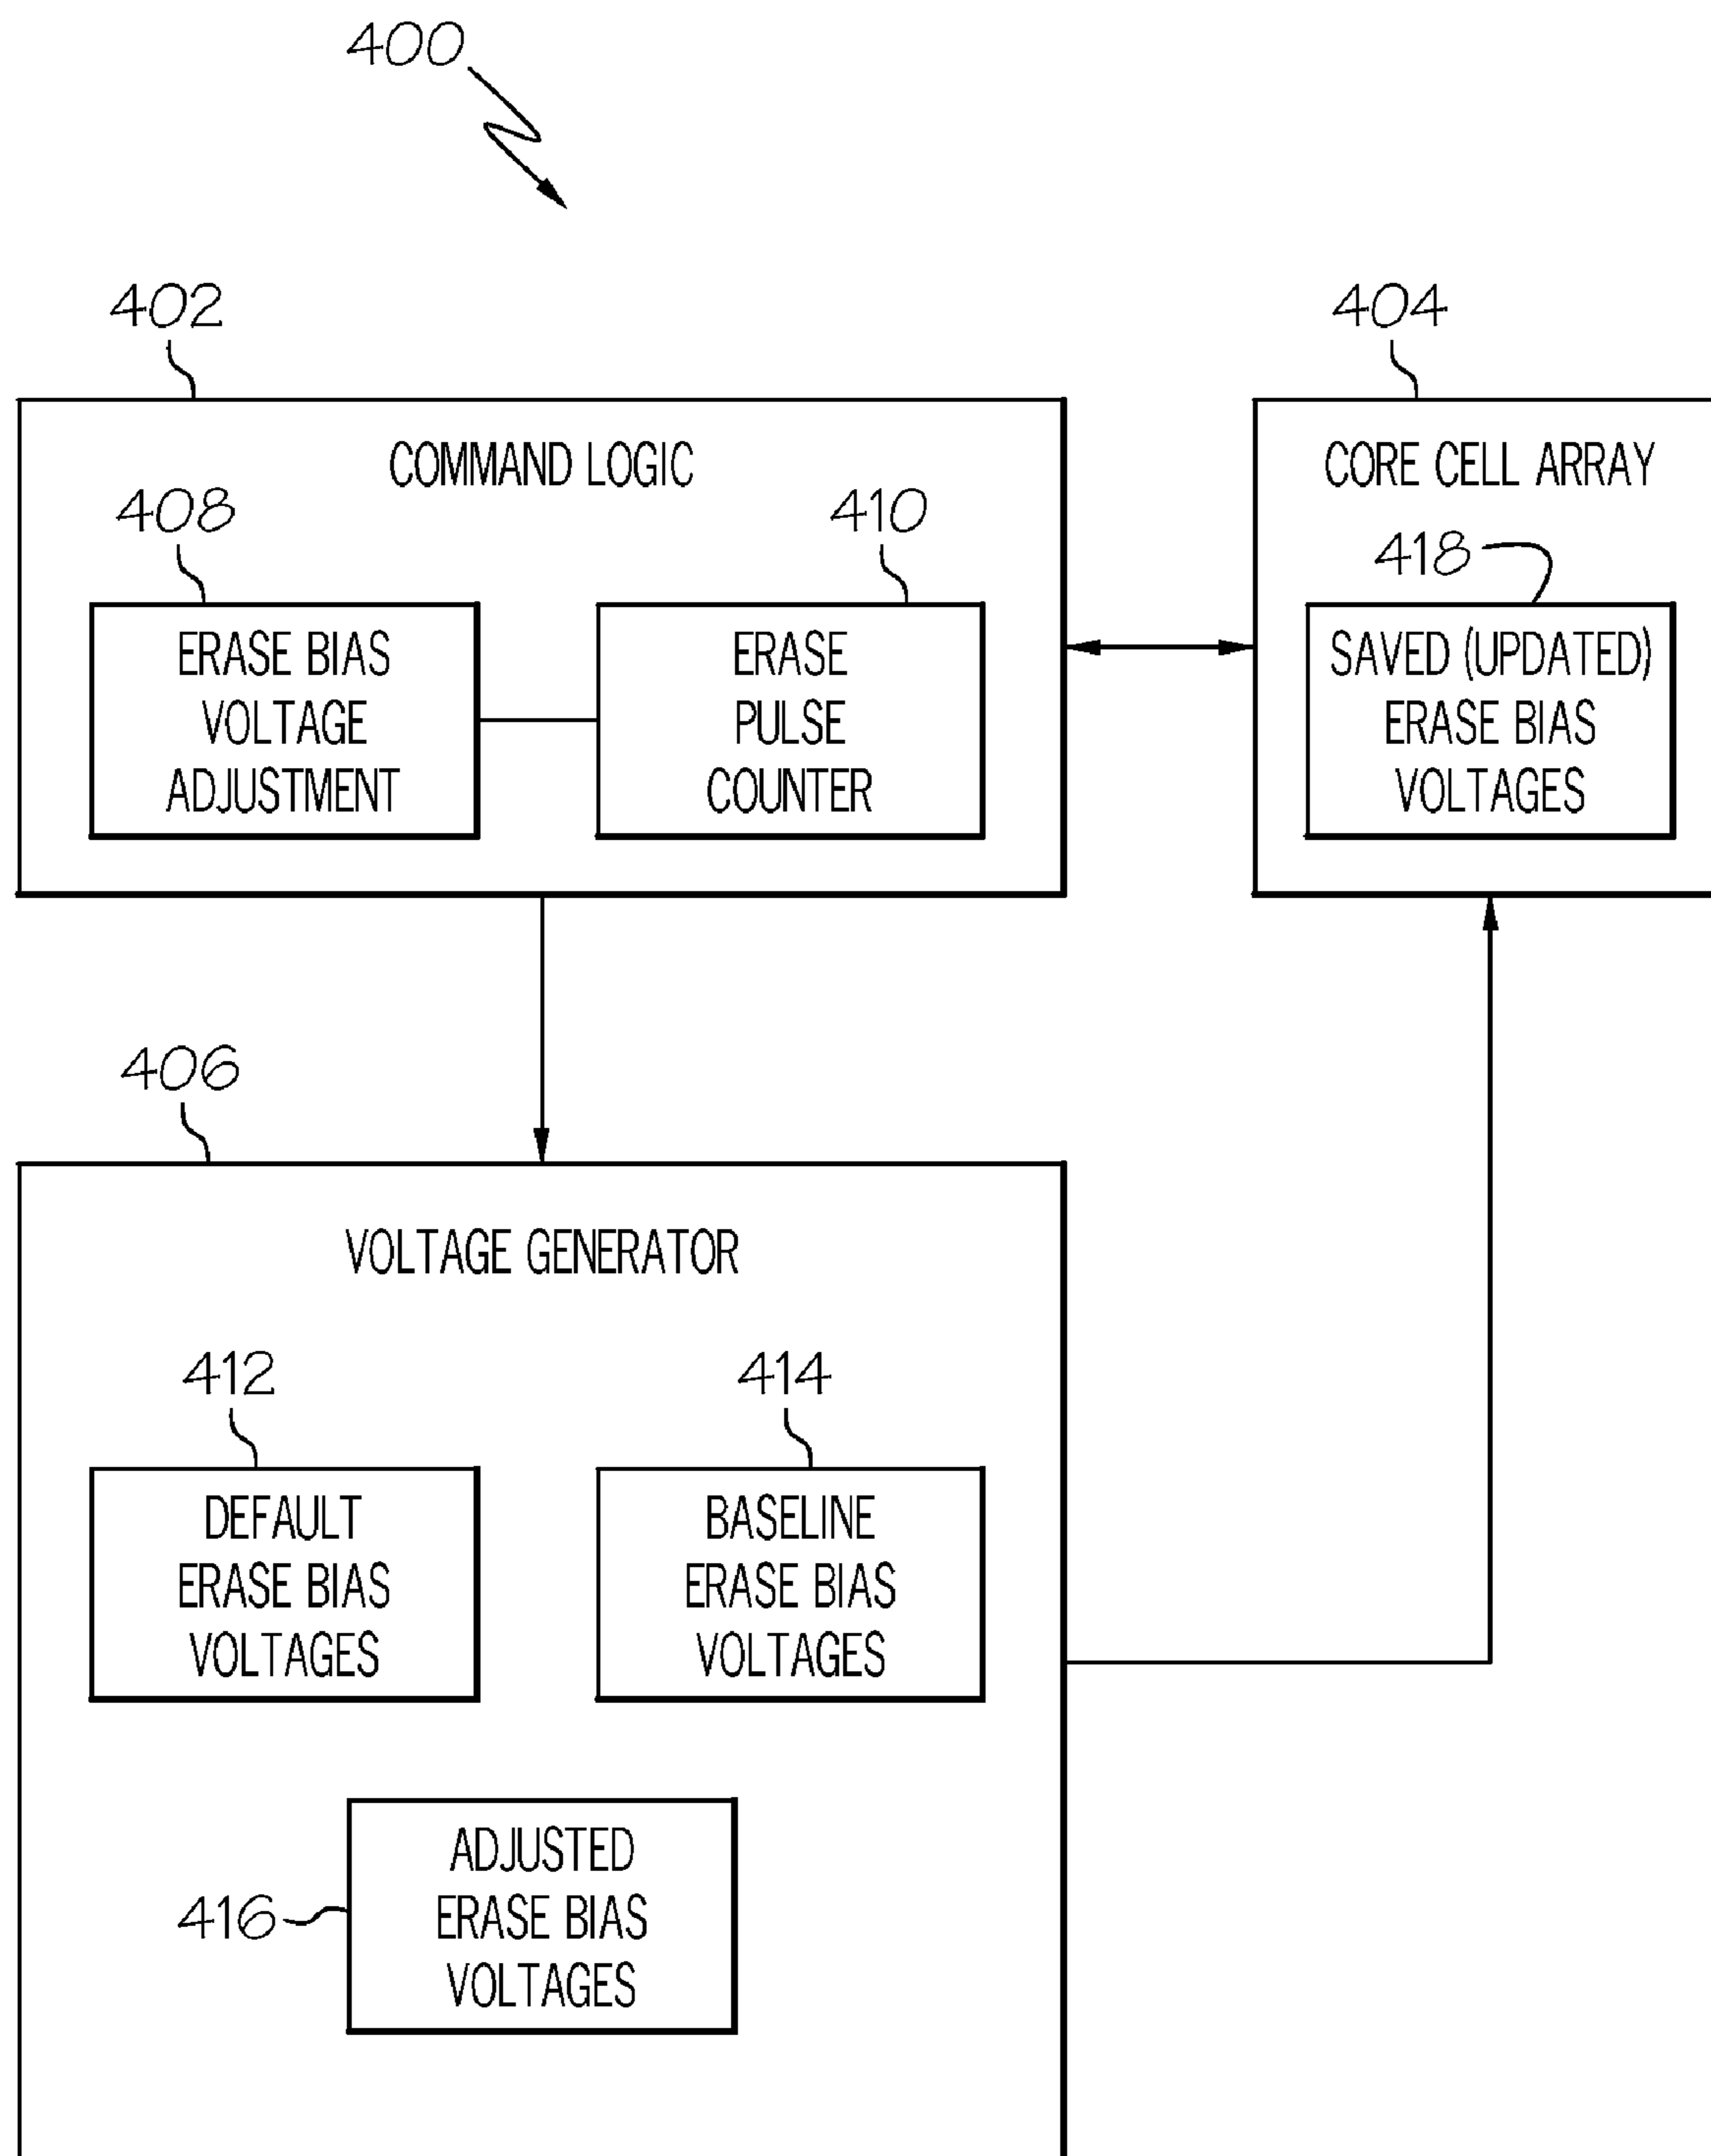 400
402
404
COMMAND LOGIC
CORE CELL ARRAY
408
410
418
ERASE BIAS
VOLTAGE
ADJUSTMENT
ERASE
PULSE
COUNTER
SAVED (UPDATED)
ERASE BIAS
VOLTAGES
406
VOLTAGE GENERATOR
412
414
DEFAULT
ERASE BIAS
VOLTAGES
BASELINE
ERASE BIAS
VOLTAGES
416
ADJUSTED
ERASE BIAS
VOLTAGES